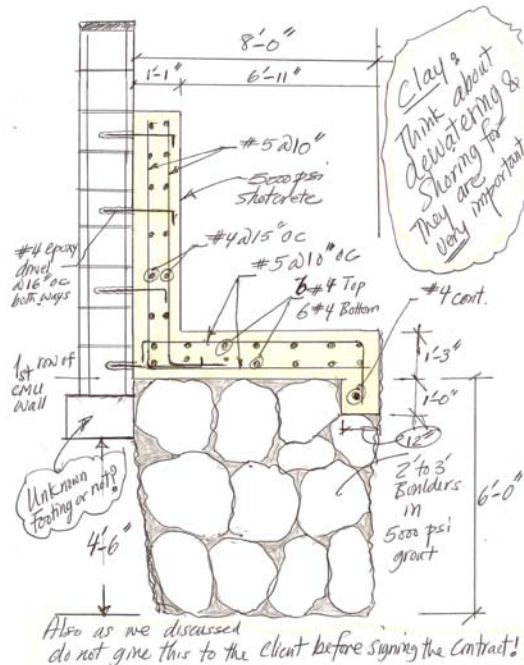 8'-0"
1'-1"
6'-11"
Clay:
Think about
dewatering &
Shoring for
They are
very important
#5 @ 10"
5000 psi
shotcrete
#4 epoxy
dowel
@ 16" oc
both ways
#4 @ 15" OC
#5 @ 10" OC
6 #4 Top
6 #4 Bottom
#4 cont.
1st row of
CMU
wall
1'-3"
1'-0"
12"
Unknown
footing or not?
2' to 3'
Boulders
in
5000 psi
grout
4'-6"
6'-0"
Also as we discussed
do not give this to the client before signing the Contract!